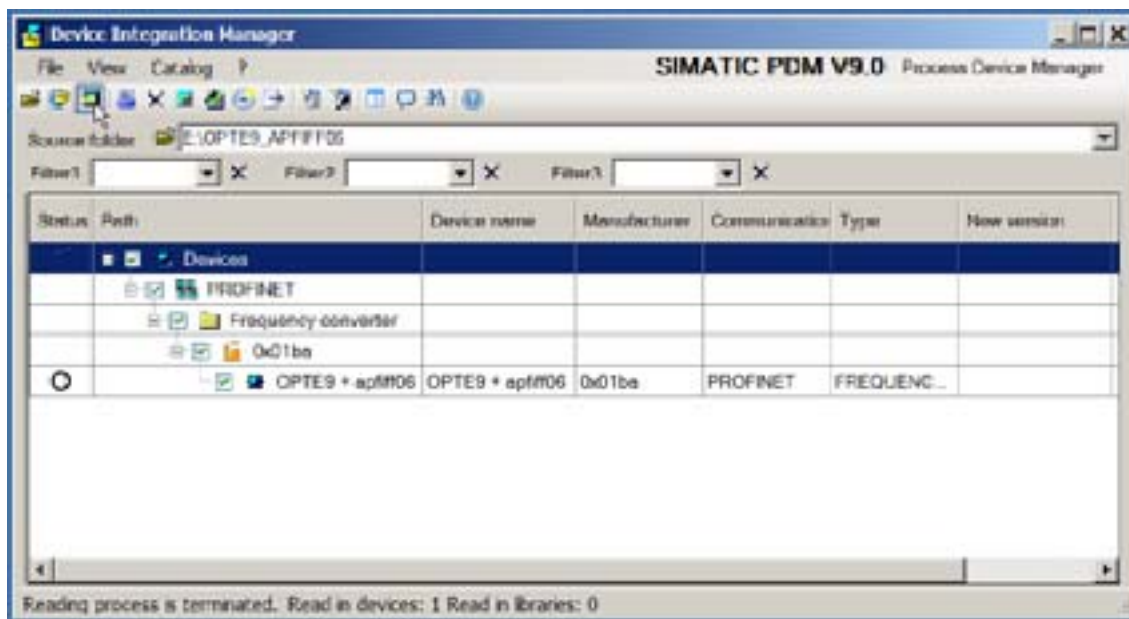 Device Integration Manager
File View Catalog ?
SIMATIC PDM V9.0 Process Device Manager
Source folder E:\OPTE9_APFIFF06
Filter1 Filter2 Filter3
Status Path Device name Manufacturer Communication Type New version
Devices
PROFINET
Frequency converter
0x01ba
OPTE9 + apfiff06 OPTE9 + apfiff06 0x01ba PROFINET FREQUENC...
Reading process is terminated. Read in devices: 1 Read in libraries: 0